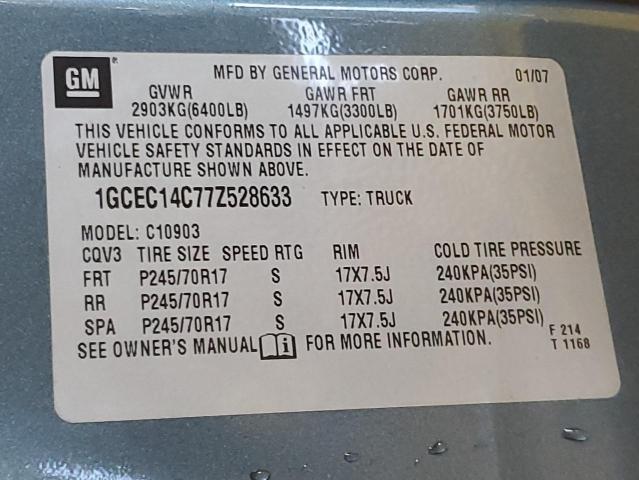 GM MFD BY GENERAL MOTORS CORP. 01/07
GVWR GAWR FRT GAWR RR
2903KG(6400LB) 1497KG(3300LB) 1701KG(3750LB)
THIS VEHICLE CONFORMS TO ALL APPLICABLE U.S. FEDERAL MOTOR
VEHICLE SAFETY STANDARDS IN EFFECT ON THE DATE OF
MANUFACTURE SHOWN ABOVE.
1GCEC14C77Z528633 TYPE: TRUCK
MODEL: C10903
CQV3 TIRE SIZE SPEED RTG RIM COLD TIRE PRESSURE
FRT P245/70R17 S 17X7.5J 240KPA(35PSI)
RR P245/70R17 S 17X7.5J 240KPA(35PSI)
SPA P245/70R17 S 17X7.5J 240KPA(35PSI)
F 214
SEE OWNER'S MANUAL i FOR MORE INFORMATION. T 1168